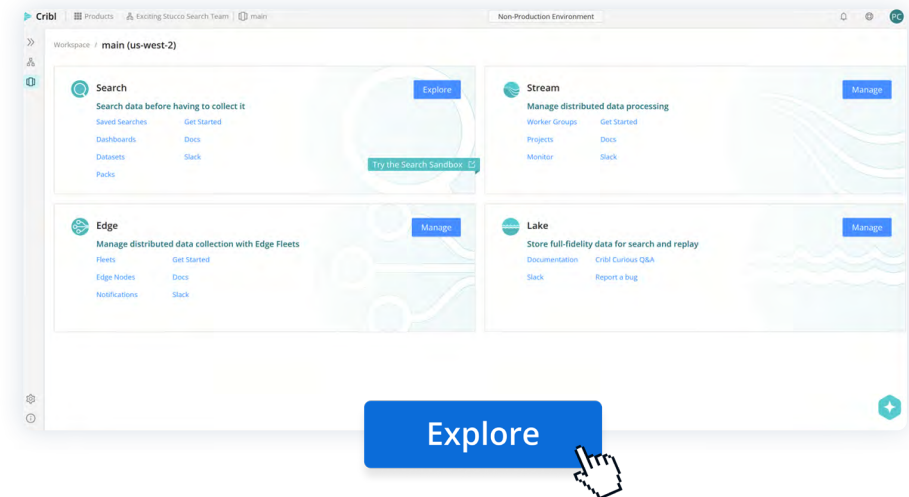 Cribl Products Exciting Stucco Search Team main Non-Production Environment PC
Workspace / main (us-west-2)
Search Explore
Search data before having to collect it
Saved Searches Get Started
Dashboards Docs
Datasets Slack
Packs
Try the Search Sandbox
Stream Manage
Manage distributed data processing
Worker Groups Get Started
Projects Docs
Monitor Slack
Edge Manage
Manage distributed data collection with Edge Fleets
Fleets Get Started
Edge Nodes Docs
Notifications Slack
Lake Manage
Store full-fidelity data for search and replay
Documentation Cribl Curious Q&A
Slack Report a bug
Explore